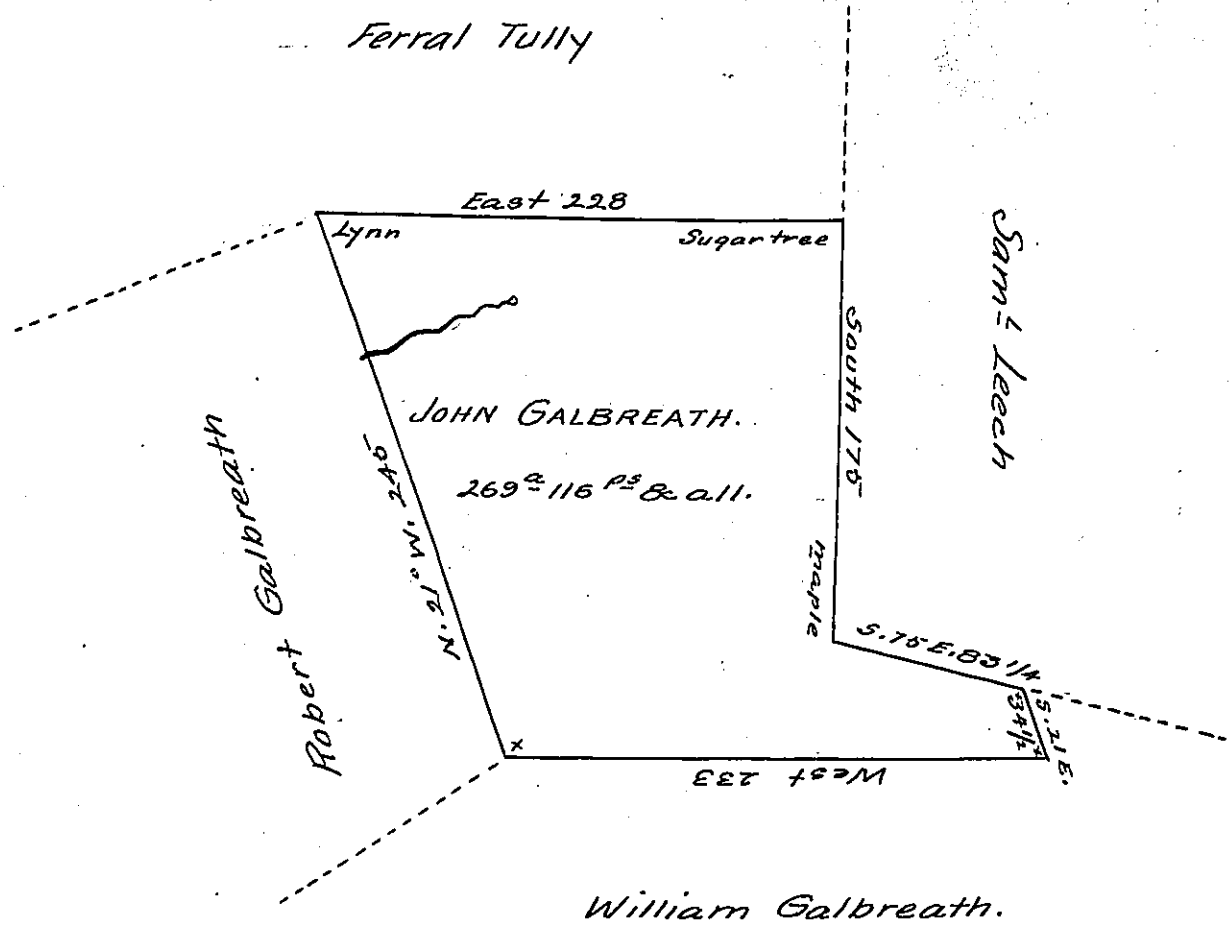 Ferral Tully
East 228
Lynn
Sugartree
South 175
Sam.l Leech
JOHN GALBREATH.
269 a 116 ps & all.
N. 21° W. 245
Robert Galbreath
maple
S. 75 E. 83 1/4
S. 21 E.
34 1/2
x
x
West 233
William Galbreath.